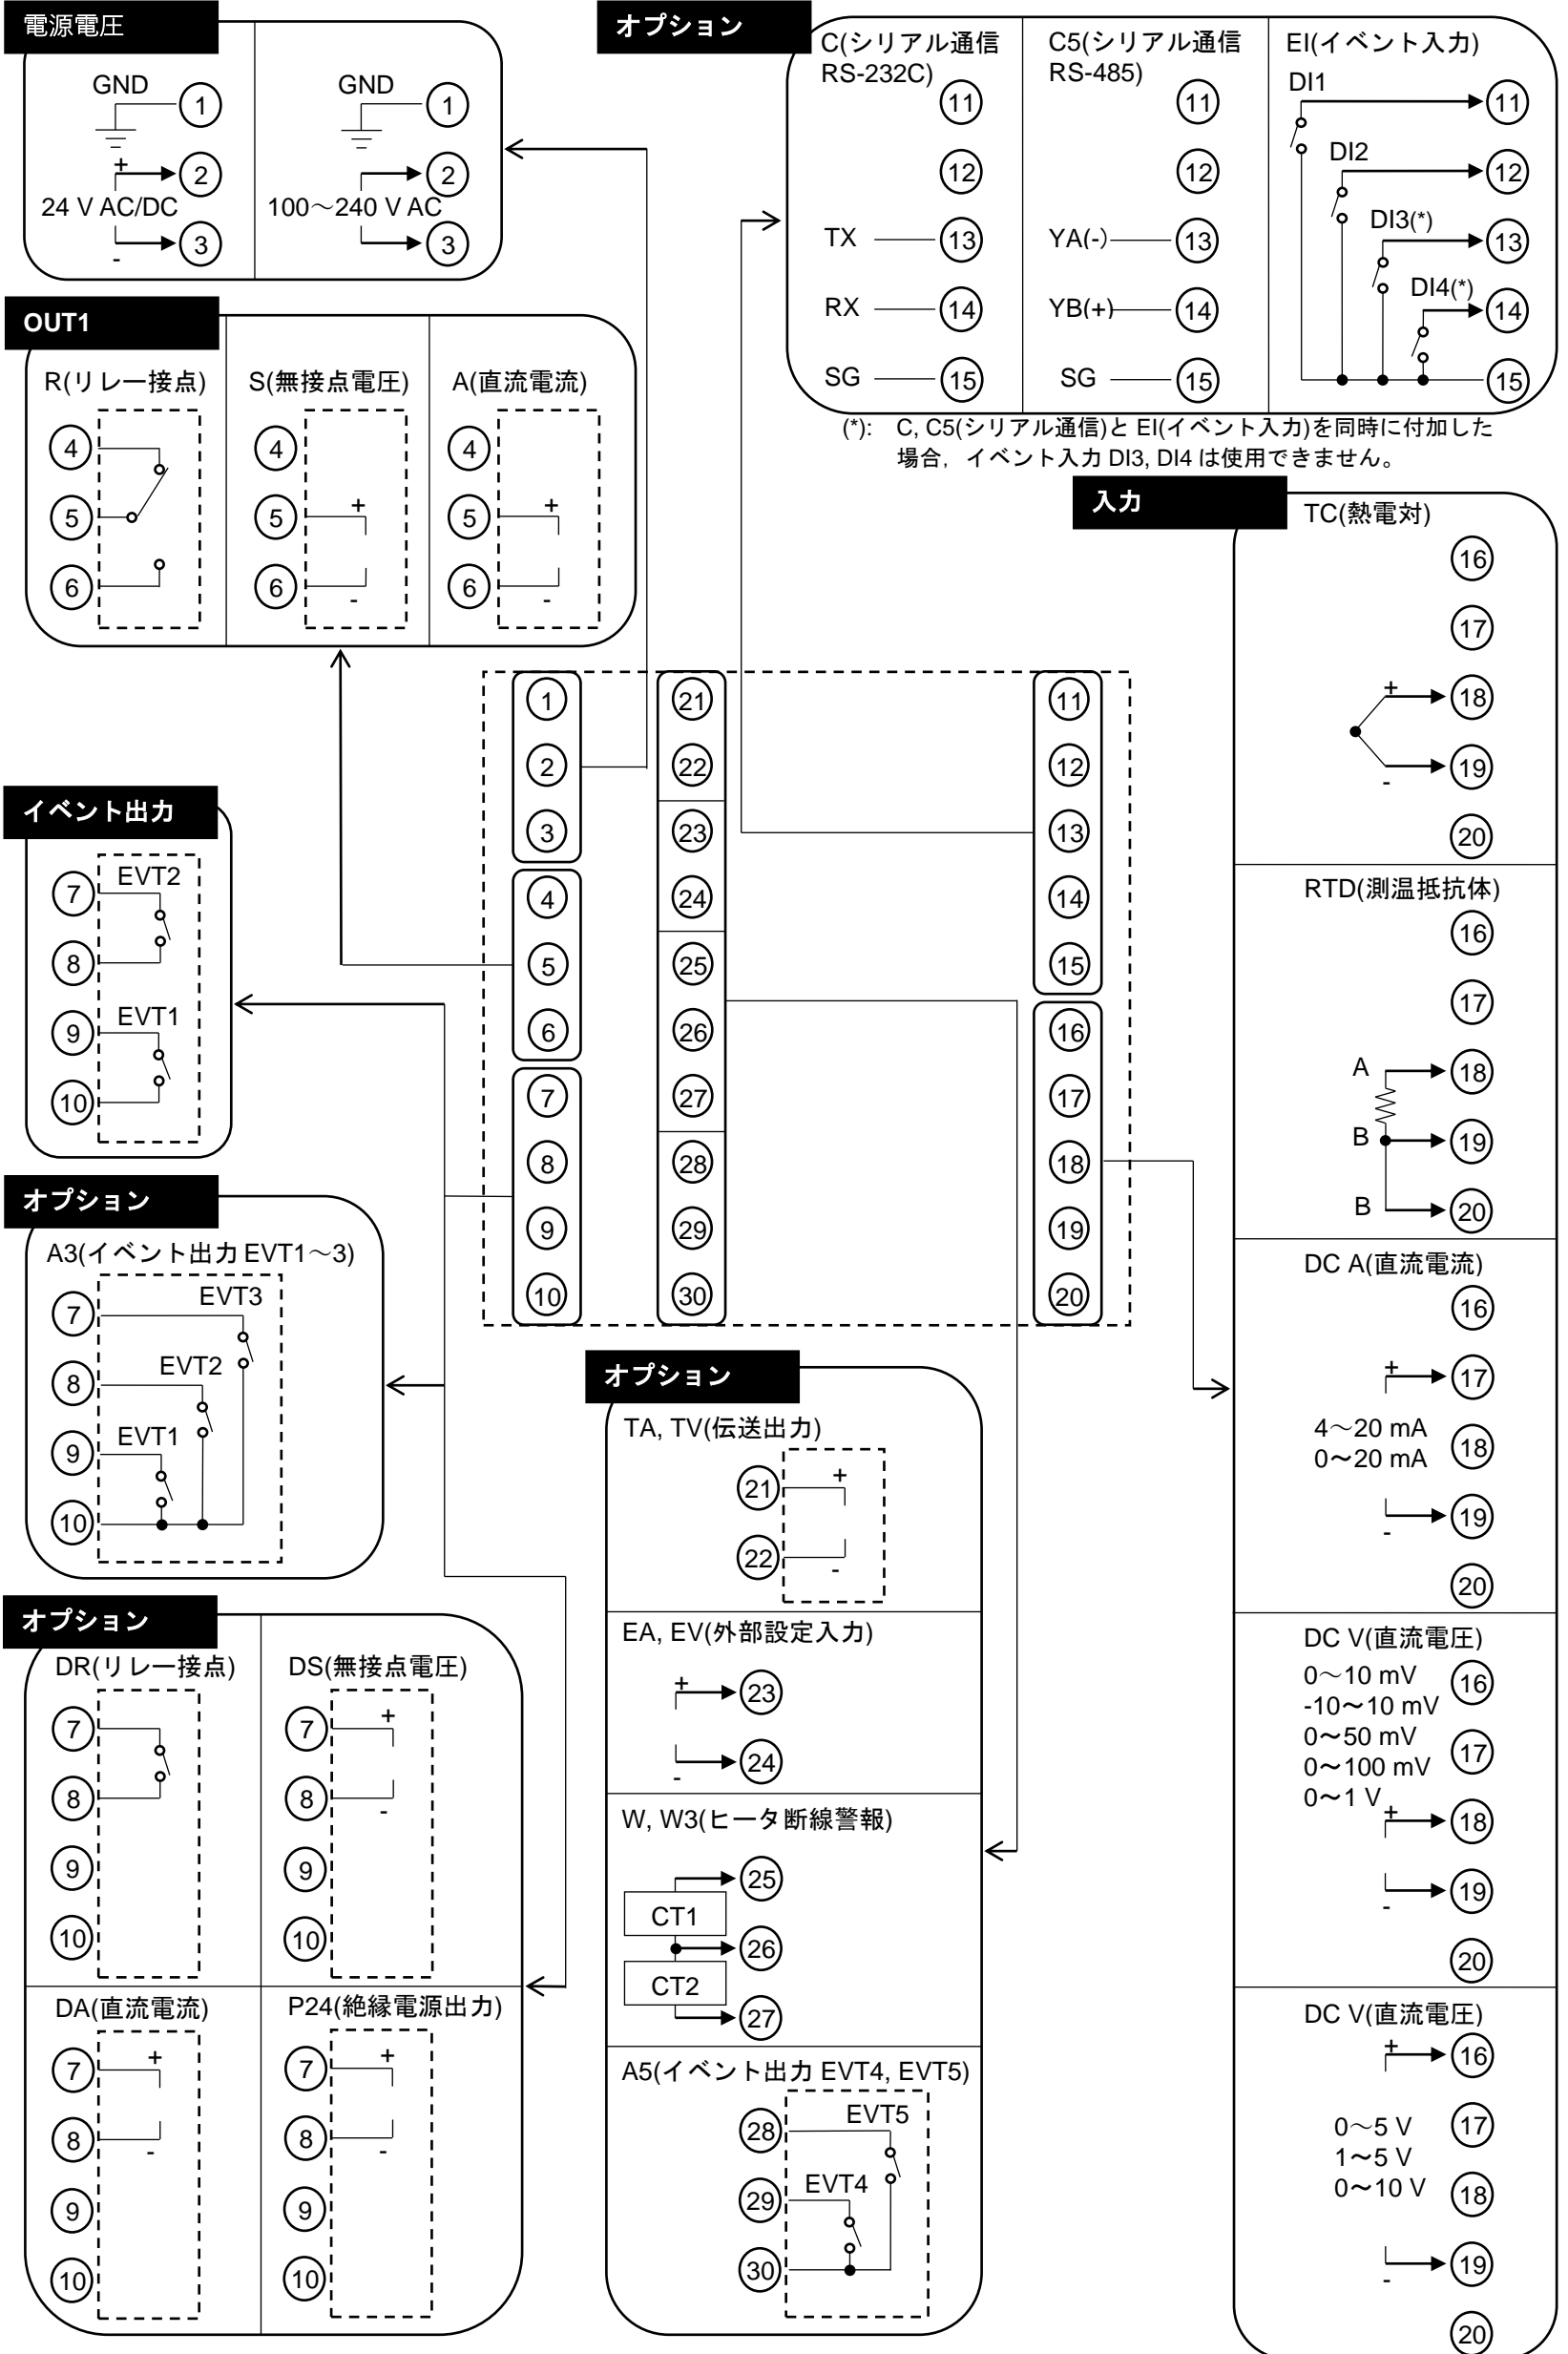 電源電圧
GND
1
+
2
24 V AC/DC
-
3
GND
1
2
100～240 V AC
3
オプション
C(シリアル通信
RS-232C)
11
12
TX
13
RX
14
SG
15
C5(シリアル通信
RS-485)
11
12
YA(-)
13
YB(+)
14
SG
15
EI(イベント入力)
DI1
11
DI2
12
DI3(*)
13
DI4(*)
14
15
(*): C, C5(シリアル通信)と EI(イベント入力)を同時に付加した
場合, イベント入力 DI3, DI4 は使用できません。
OUT1
R(リレー接点)
4
5
6
S(無接点電圧)
4
5
+
6
-
A(直流電流)
4
5
+
6
-
1
2
3
4
5
6
7
8
9
10
21
22
23
24
25
26
27
28
29
30
11
12
13
14
15
16
17
18
19
20
イベント出力
EVT2
7
8
EVT1
9
10
オプション
A3(イベント出力 EVT1～3)
EVT3
7
EVT2
8
EVT1
9
10
オプション
DR(リレー接点)
7
8
9
10
DS(無接点電圧)
+
7
8
-
9
10
DA(直流電流)
+
7
8
-
9
10
P24(絶縁電源出力)
+
7
8
-
9
10
オプション
TA, TV(伝送出力)
+
21
22
-
EA, EV(外部設定入力)
+
23
24
-
W, W3(ヒータ断線警報)
25
CT1
26
CT2
27
A5(イベント出力 EVT4, EVT5)
EVT5
28
EVT4
29
30
入力
TC(熱電対)
16
17
+
18
19
-
20
RTD(測温抵抗体)
16
17
A
18
B
19
B
20
DC A(直流電流)
16
+
17
4～20 mA
18
0～20 mA
19
-
20
DC V(直流電圧)
0～10 mV
16
-10～10 mV
0～50 mV
17
0～100 mV
0～1 V
+
18
19
-
20
DC V(直流電圧)
+
16
0～5 V
17
1～5 V
0～10 V
18
19
-
20